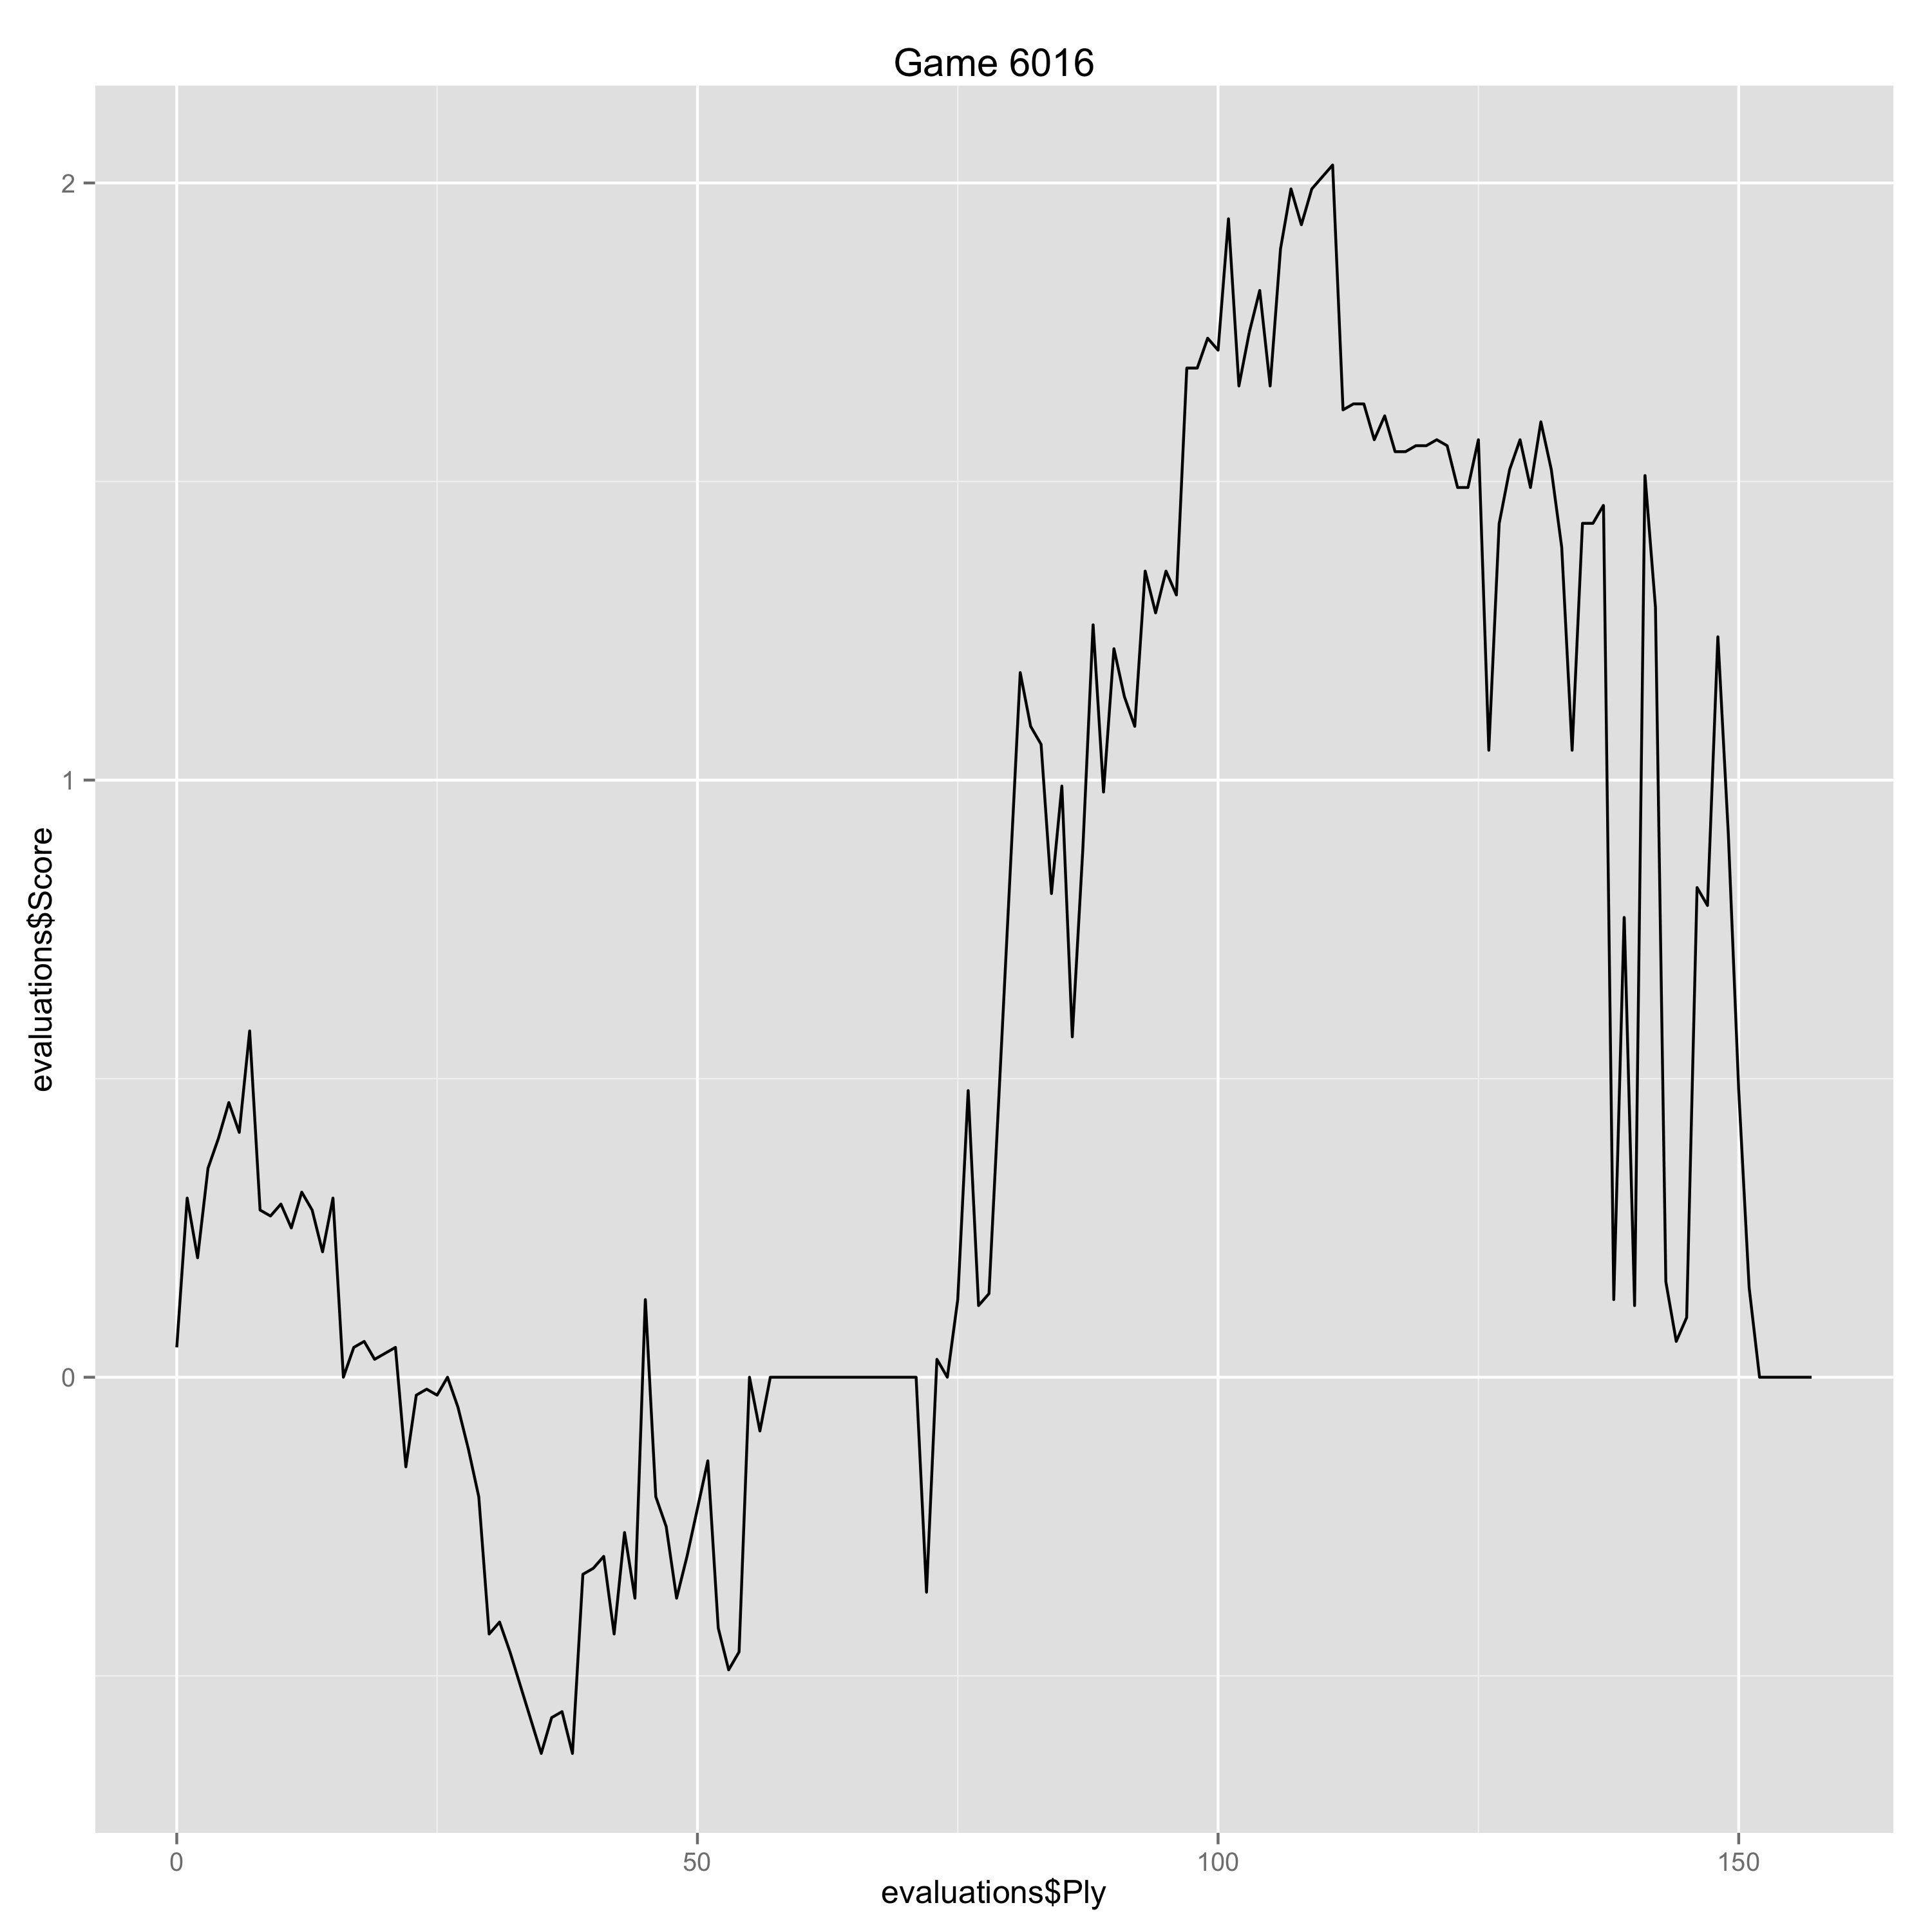 Game 6016
evaluations$Score
2
1
0
0 50 100 150
evaluations$Ply